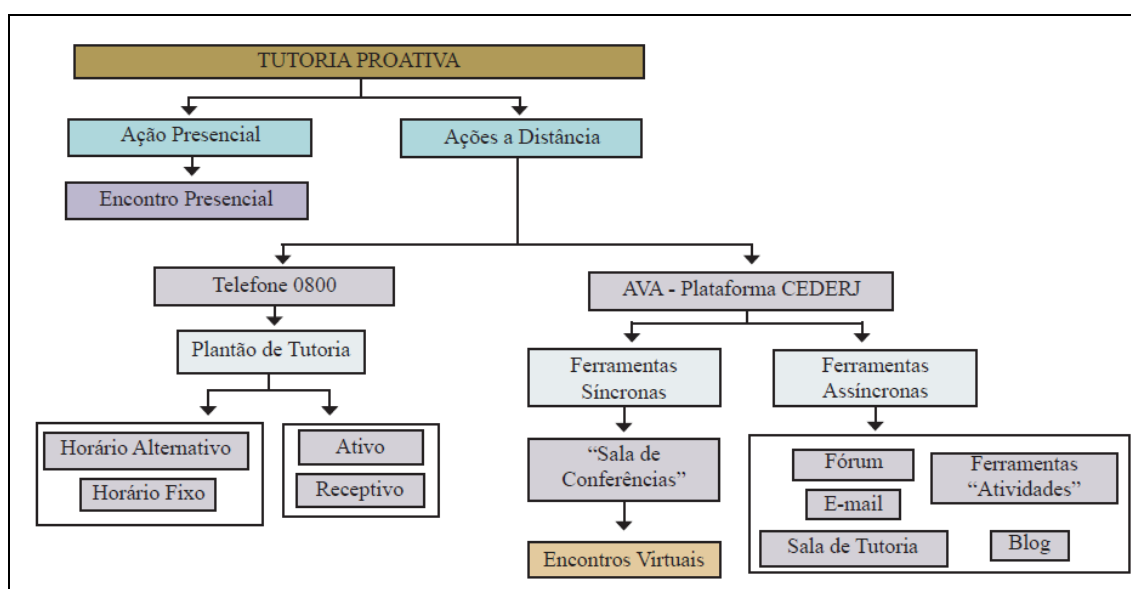 TUTORIA PROATIVA
Ação Presencial
Ações a Distância
Encontro Presencial
Telefone 0800
AVA - Plataforma CEDERJ
Plantão de Tutoria
Ferramentas
Síncronas
Ferramentas
Assíncronas
Horário Alternativo
Horário Fixo
Ativo
Receptivo
“Sala de
Conferências”
Fórum
E-mail
Sala de Tutoria
Ferramentas
“Atividades”
Blog
Encontros Virtuais